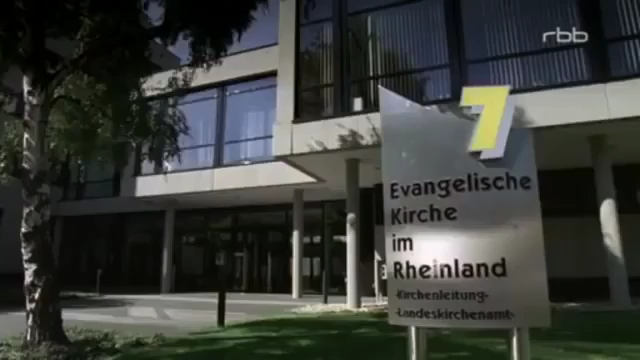 rbb
Evangelische
Kirche
im
Rheinland
-Kirchenleitung-
-Landeskirchenamt-